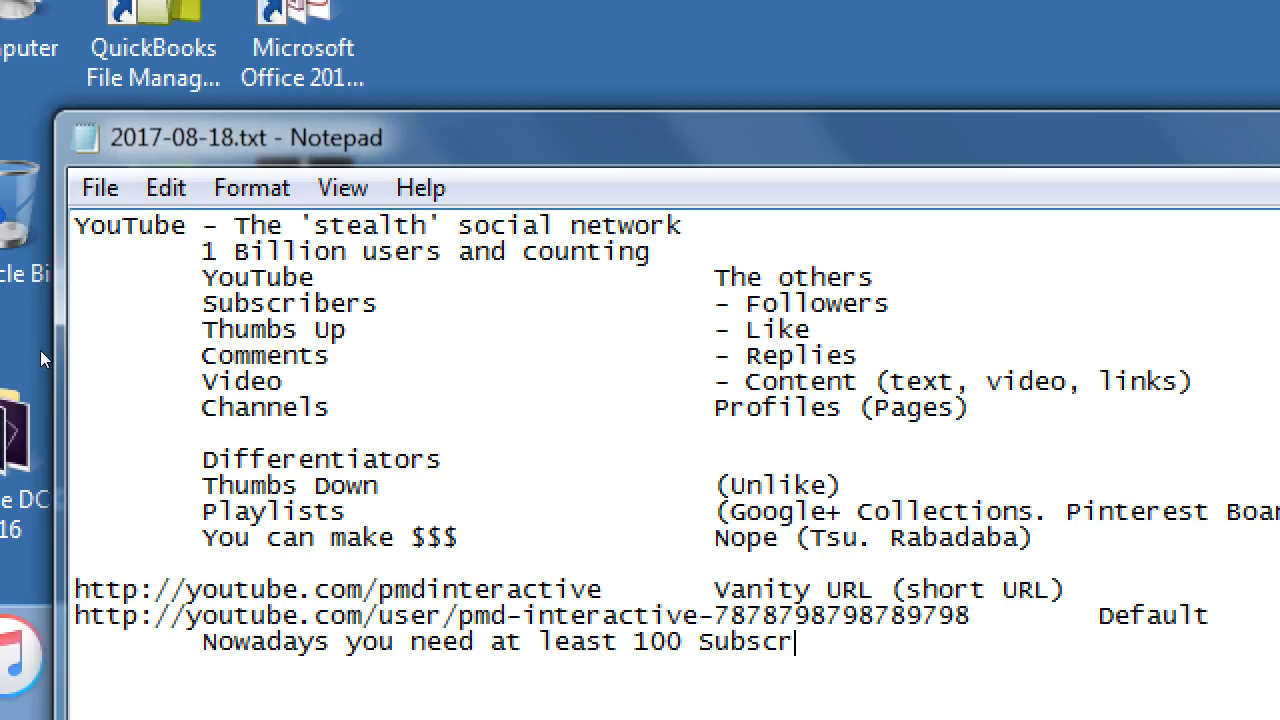 puter
QuickBooks
File Manag...
Microsoft
Office 201...
2017-08-18.txt - Notepad
File Edit Format View Help
YouTube - The 'stealth' social network
1 Billion users and counting
YouTube The others
Subscribers - Followers
Thumbs Up - Like
Comments - Replies
Video - Content (text, video, links)
Channels Profiles (Pages)
Differentiators
Thumbs Down (Unlike)
Playlists (Google+ Collections. Pinterest Boar
You can make $$$ Nope (Tsu. Rabadaba)
http://youtube.com/pmdinteractive Vanity URL (short URL)
http://youtube.com/user/pmd-interactive-7878798798789798 Default
Nowadays you need at least 100 Subscr
cle Bi
e DC
16